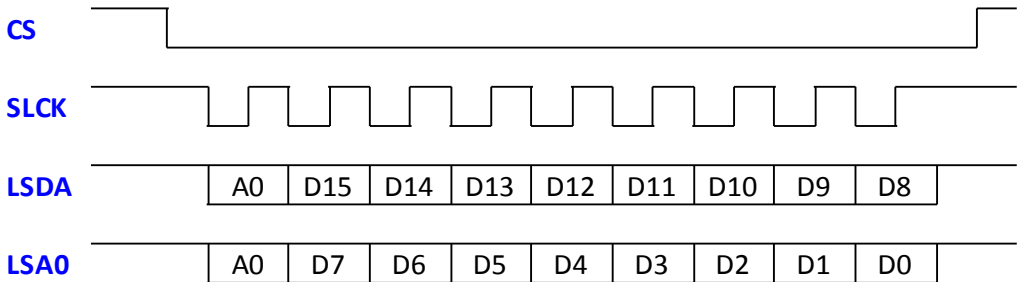 CS
SLCK
LSDA A0 D15 D14 D13 D12 D11 D10 D9 D8
LSA0 A0 D7 D6 D5 D4 D3 D2 D1 D0